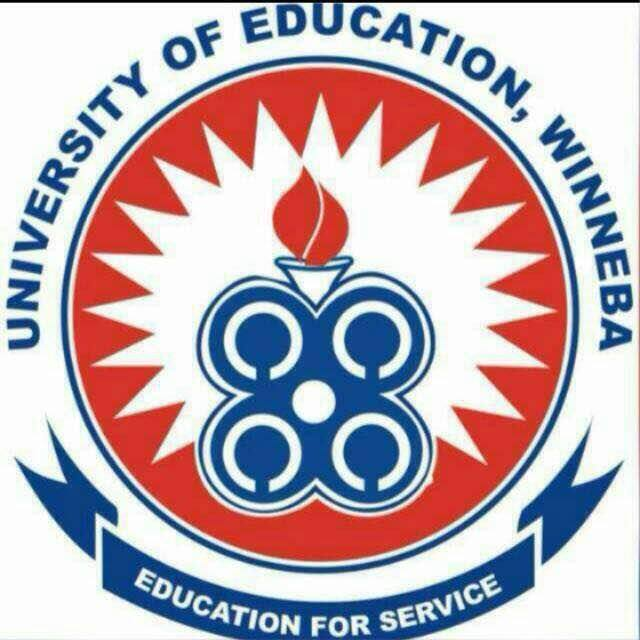 UNIVERSITY OF EDUCATION, WINNEBA
EDUCATION FOR SERVICE